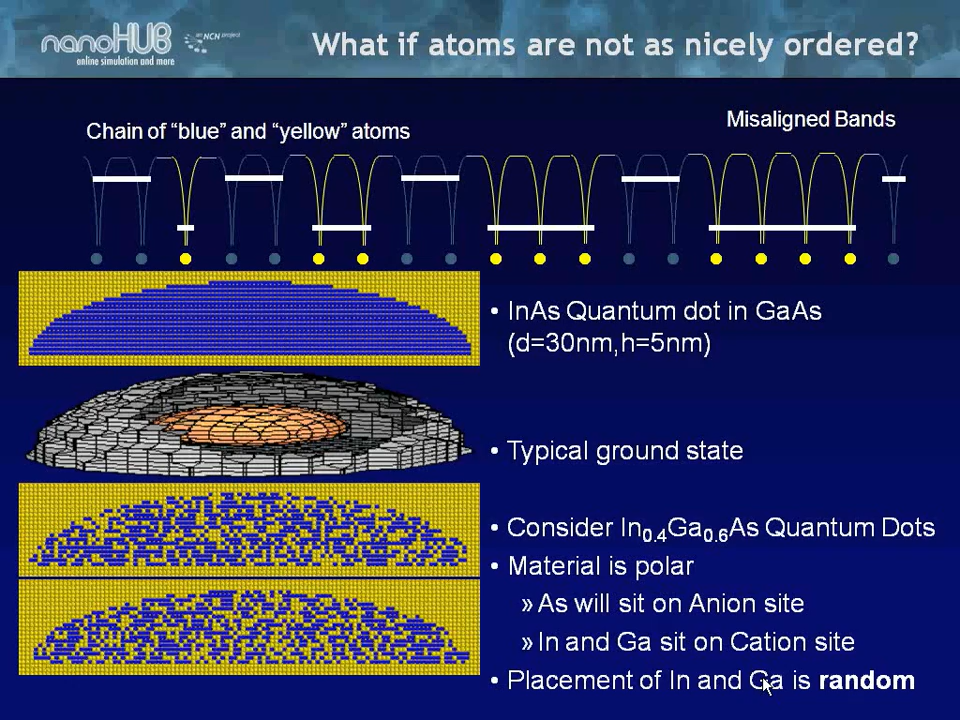 nanoHUB
an NCN project
online simulation and more
What if atoms are not as nicely ordered?
Chain of “blue” and “yellow” atoms
Misaligned Bands
• InAs Quantum dot in GaAs
(d=30nm,h=5nm)
• Typical ground state
• Consider In0.4Ga0.6As Quantum Dots
• Material is polar
» As will sit on Anion site
» In and Ga sit on Cation site
• Placement of In and Ga is random